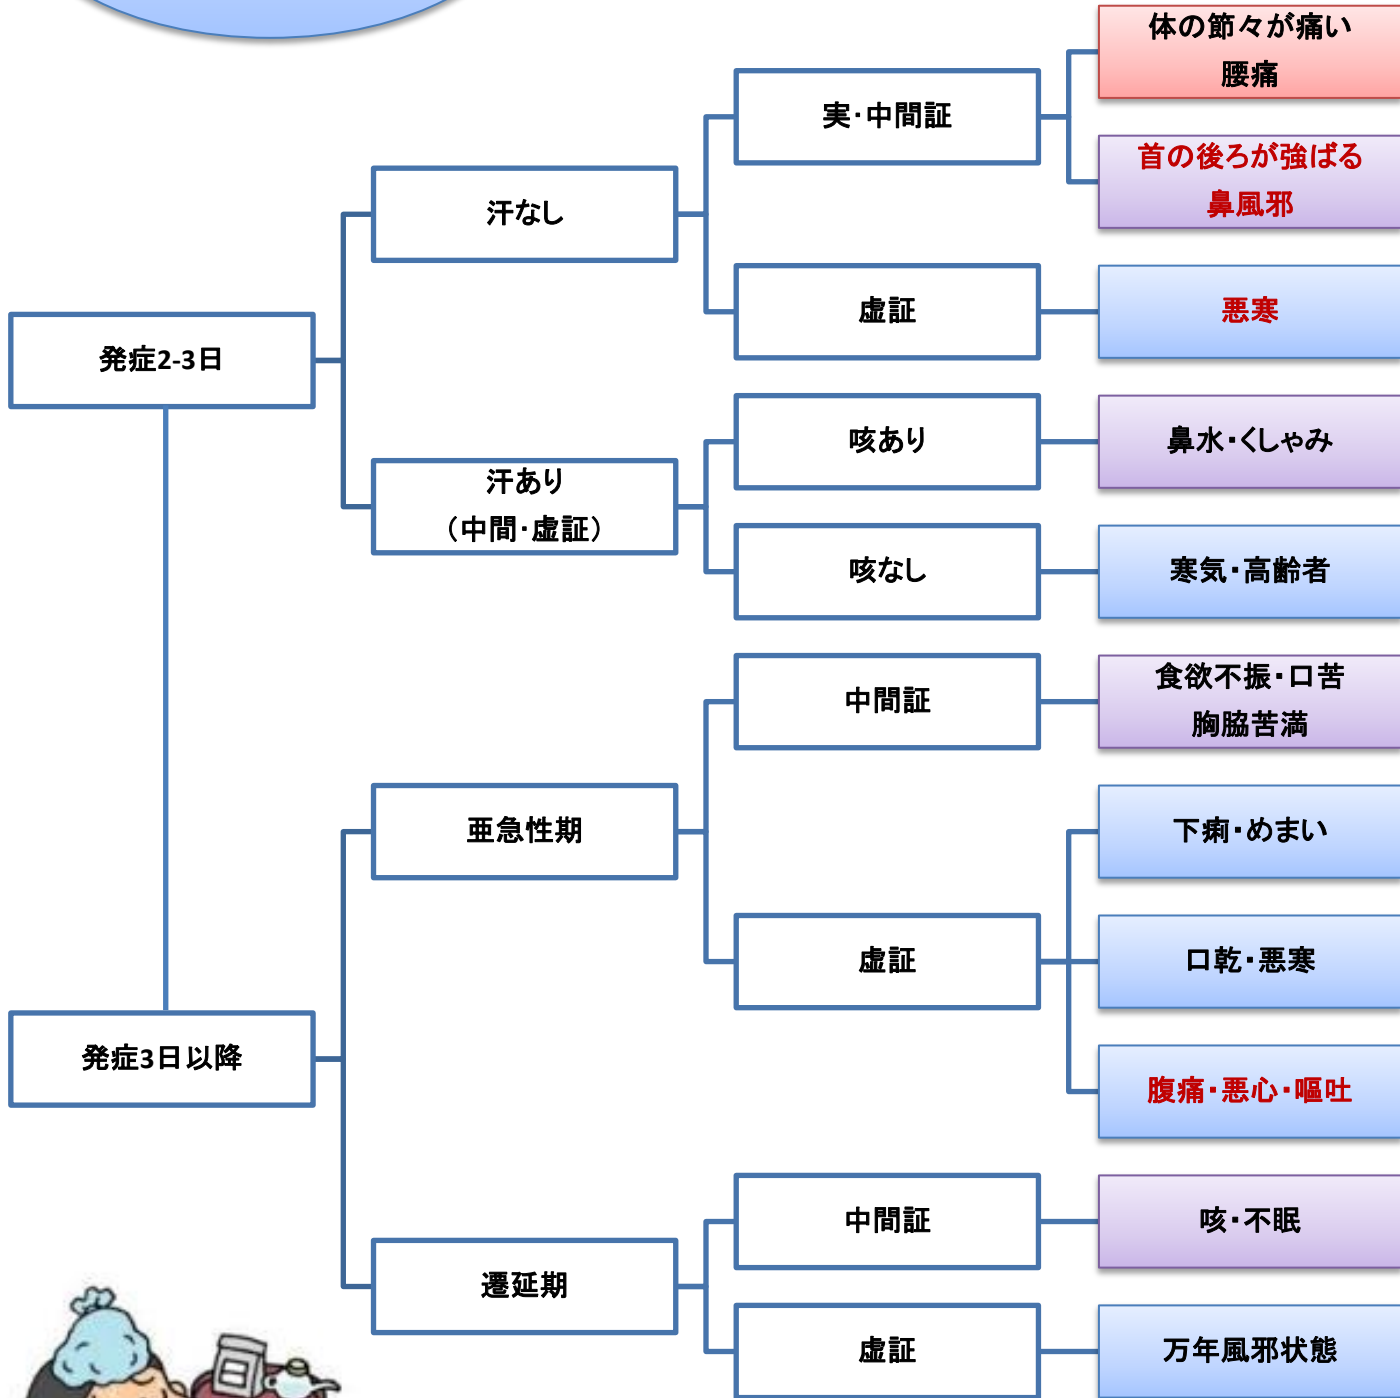 発症2-3日
汗なし
実・中間証
体の節々が痛い
腰痛
首の後ろが強ばる
鼻風邪
虚証
悪寒
汗あり
（中間・虚証）
咳あり
鼻水・くしゃみ
咳なし
寒気・高齢者
発症3日以降
亜急性期
中間証
食欲不振・口苦
胸脇苦満
虚証
下痢・めまい
口乾・悪寒
腹痛・悪心・嘔吐
遷延期
中間証
咳・不眠
虚証
万年風邪状態